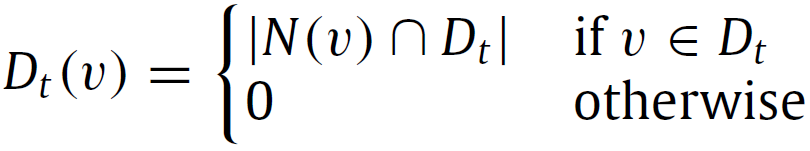 D_t(v) = { |N(v) ∩ D_t| if v ∈ D_t
0 otherwise